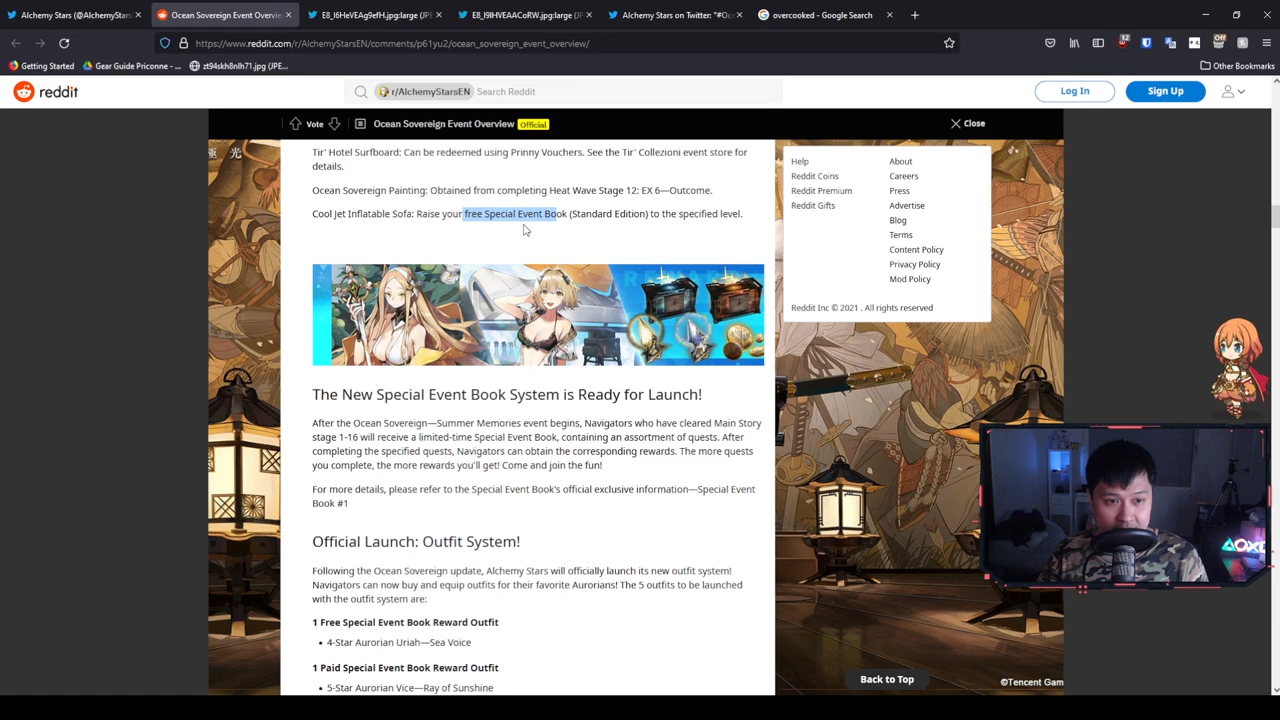 Alchemy Stars (@AlchemyStars
Ocean Sovereign Event Overvie
E8_I6HeVEAg9efH.jpg:large (JPE
E8_I9IHVEAACoRW.jpg:large (JP
Alchemy Stars on Twitter: "#Oc
overcooked - Google Search
https://www.reddit.com/r/AlchemyStarsEN/comments/p61yu2/ocean_sovereign_event_overview/
12
Off
Getting Started
Gear Guide Priconne - ...
zt94skh8nlh71.jpg (JPE...
Other Bookmarks
reddit
r/AlchemyStarsEN
Search Reddit
Log In
Sign Up
Vote
Ocean Sovereign Event Overview
Official
Close
Tir' Hotel Surfboard: Can be redeemed using Prinny Vouchers. See the Tir' Collezioni event store for
details.
Ocean Sovereign Painting: Obtained from completing Heat Wave Stage 12: EX 6—Outcome.
Cool Jet Inflatable Sofa: Raise your free Special Event Book (Standard Edition) to the specified level.
The New Special Event Book System is Ready for Launch!
After the Ocean Sovereign—Summer Memories event begins, Navigators who have cleared Main Story
stage 1-16 will receive a limited-time Special Event Book, containing an assortment of quests. After
completing the specified quests, Navigators can obtain the corresponding rewards. The more quests
you complete, the more rewards you'll get! Come and join the fun!
For more details, please refer to the Special Event Book's official exclusive information—Special Event
Book #1
Official Launch: Outfit System!
Following the Ocean Sovereign update, Alchemy Stars will officially launch its new outfit system!
Navigators can now buy and equip outfits for their favorite Aurorians! The 5 outfits to be launched
with the outfit system are:
1 Free Special Event Book Reward Outfit
• 4-Star Aurorian Uriah—Sea Voice
1 Paid Special Event Book Reward Outfit
• 5-Star Aurorian Vice—Ray of Sunshine
Help
Reddit Coins
Reddit Premium
Reddit Gifts
About
Careers
Press
Advertise
Blog
Terms
Content Policy
Privacy Policy
Mod Policy
Reddit Inc © 2021 . All rights reserved
極光
Back to Top
©Tencent Gam